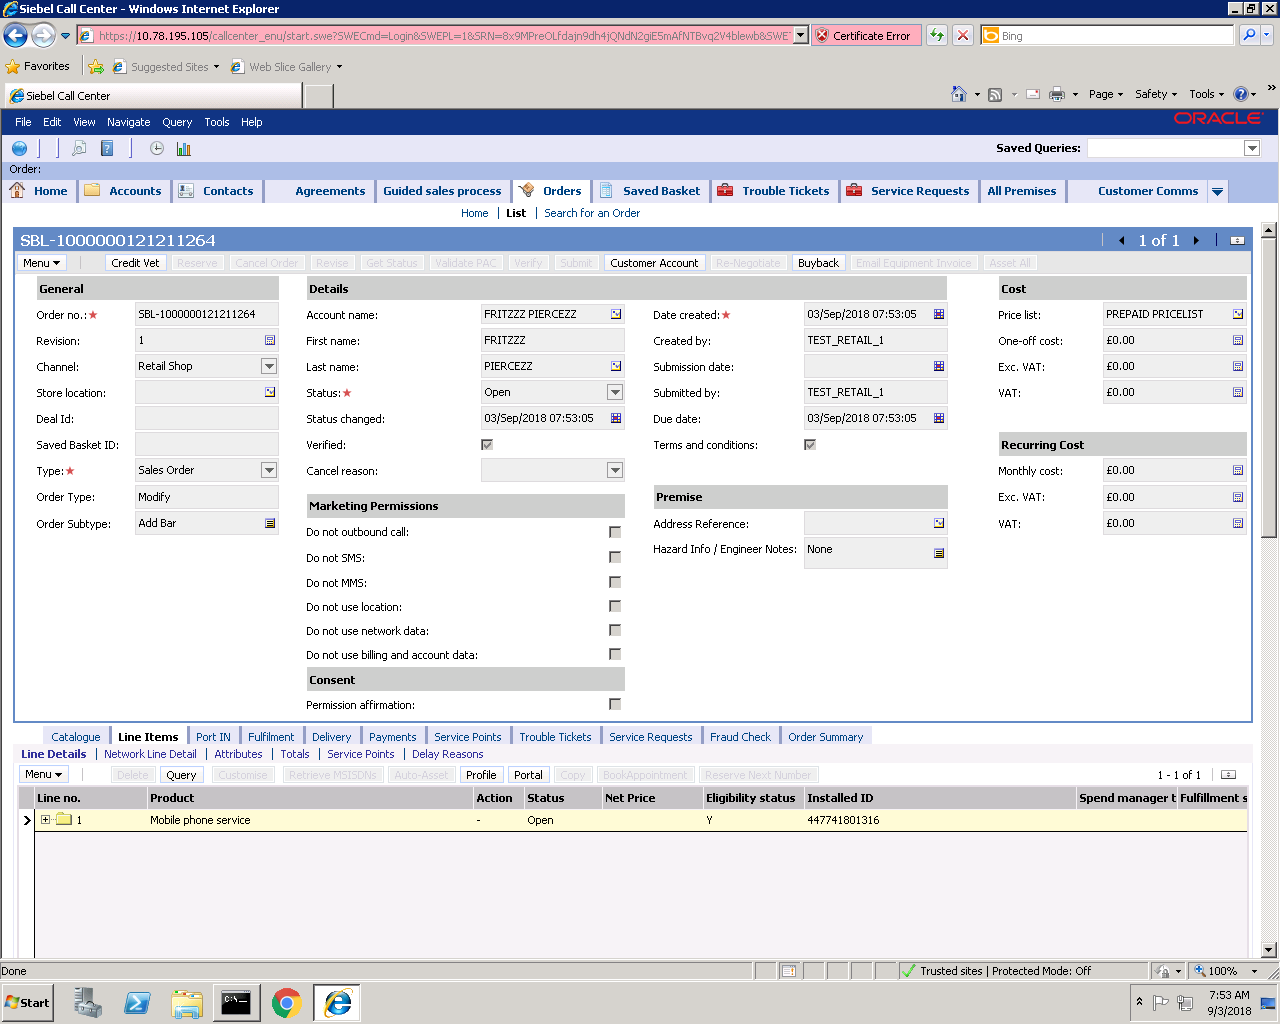 Siebel Call Center - Windows Internet Explorer
https://10.78.195.105/callcenter_enu/start.swe?SWECmd=Login&SWEPL=1&SRN=
Certificate Error
Bing
Favorites
Suggested Sites
Web Slice Gallery
Siebel Call Center
Page
Safety
Tools
File Edit View Navigate Query Tools Help
ORACLE
Saved Queries:
Order:
Home Accounts Contacts Agreements Guided sales process Orders Saved Basket Trouble Tickets Service Requests All Premises Customer Comms
Home | List | Search for an Order
SBL-1000000121211264
1 of 1
Menu Credit Vet Reserve Cancel Order Revise Get Status Validate PAC Verify Submit Customer Account Re-Negotiate Buyback Email Equipment Invoice Asset All
General Details Cost
Order no.:★ SBL-1000000121211264 Account name: FRITZZZ PIERCEZZ Date created:★ 03/Sep/2018 07:53:05 Price list: PREPAID PRICELIST
Revision: 1 First name: FRITZZZ Created by: TEST_RETAIL_1 One-off cost: £0.00
Channel: Retail Shop Last name: PIERCEZZ Submission date: Exc. VAT: £0.00
Store location: Status:★ Open Submitted by: TEST_RETAIL_1 VAT: £0.00
Deal Id: Status changed: 03/Sep/2018 07:53:05 Due date: 03/Sep/2018 07:53:05
Saved Basket ID: Verified: Terms and conditions: Recurring Cost
Type:★ Sales Order Cancel reason: Monthly cost: £0.00
Order Type: Modify Marketing Permissions Premise Exc. VAT: £0.00
Order Subtype: Add Bar Do not outbound call: Address Reference: VAT: £0.00
Do not SMS: Hazard Info / Engineer Notes: None
Do not MMS:
Do not use location:
Do not use network data:
Do not use billing and account data:
Consent
Permission affirmation:
Catalogue Line Items Port IN Fulfilment Delivery Payments Service Points Trouble Tickets Service Requests Fraud Check Order Summary
Line Details | Network Line Detail | Attributes | Totals | Service Points | Delay Reasons
Menu Delete Query Customise Retrieve MSISDNs Auto-Asset Profile Portal Copy BookAppointment Reserve Next Number 1 - 1 of 1
Line no. Product Action Status Net Price Eligibility status Installed ID Spend manager t Fulfillment s
1 Mobile phone service - Open Y 447741801316
Done
Trusted sites | Protected Mode: Off
100%
Start
7:53 AM
9/3/2018